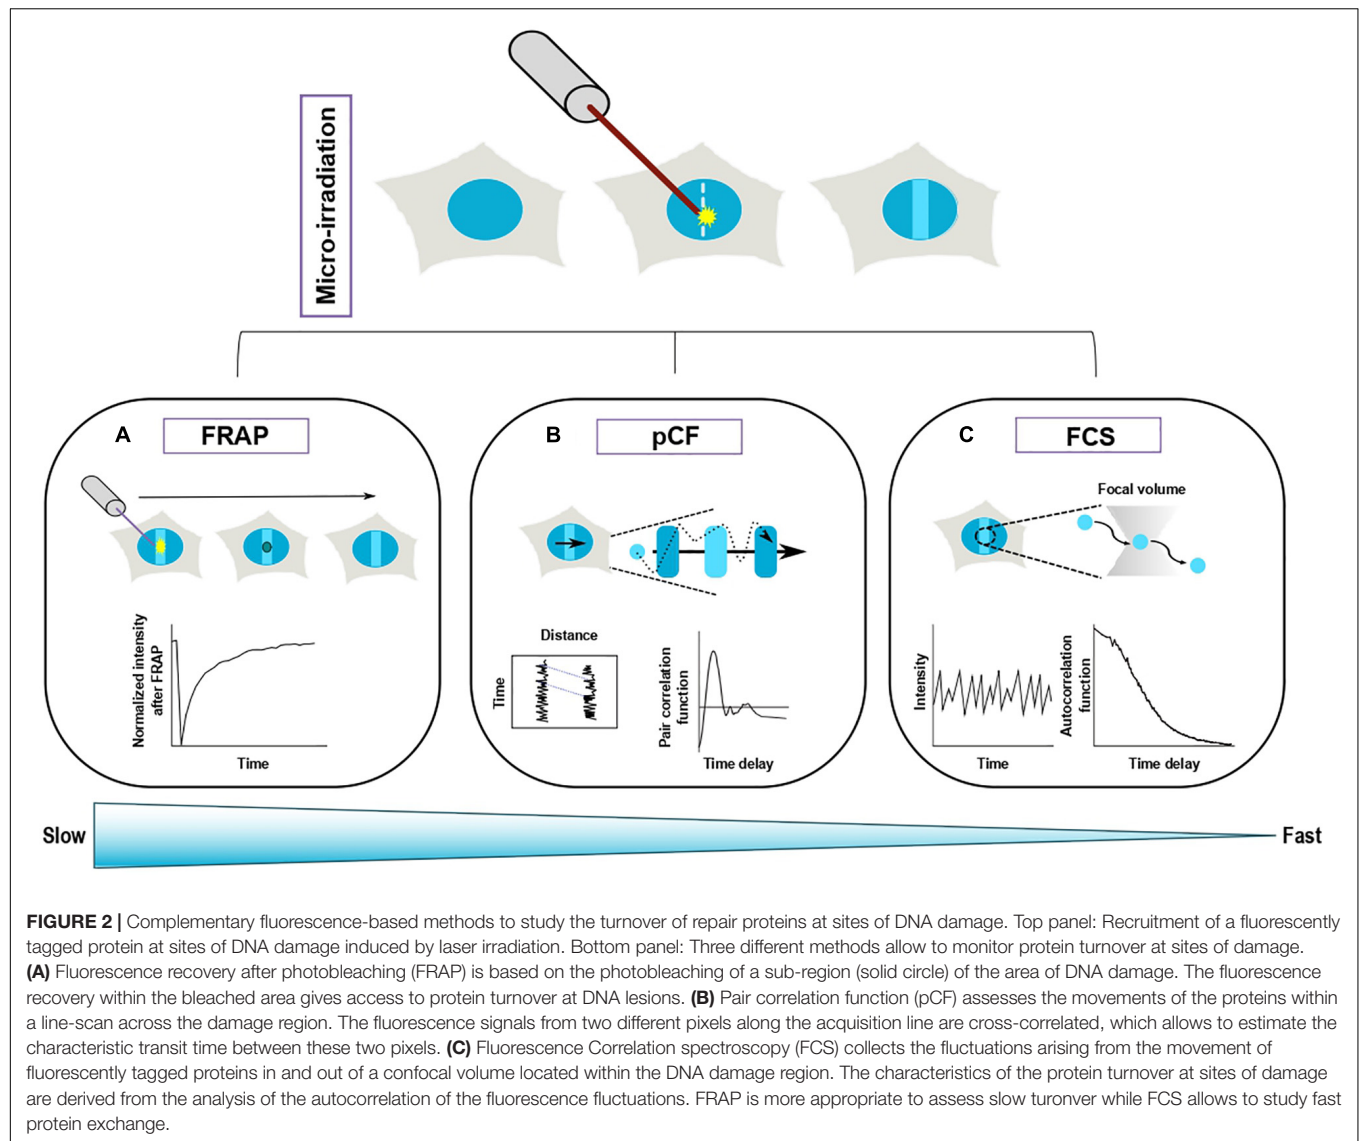 Micro-irradiation
A
FRAP
Normalized intensity
after FRAP
Time
B
pCF
Distance
Time
Pair correlation
function
Time delay
C
FCS
Focal volume
Intensity
Time
Autocorrelation
function
Time delay
Slow
Fast
FIGURE 2 | Complementary fluorescence-based methods to study the turnover of repair proteins at sites of DNA damage. Top panel: Recruitment of a fluorescently
tagged protein at sites of DNA damage induced by laser irradiation. Bottom panel: Three different methods allow to monitor protein turnover at sites of damage.
(A) Fluorescence recovery after photobleaching (FRAP) is based on the photobleaching of a sub-region (solid circle) of the area of DNA damage. The fluorescence
recovery within the bleached area gives access to protein turnover at DNA lesions. (B) Pair correlation function (pCF) assesses the movements of the proteins within
a line-scan across the damage region. The fluorescence signals from two different pixels along the acquisition line are cross-correlated, which allows to estimate the
characteristic transit time between these two pixels. (C) Fluorescence Correlation spectroscopy (FCS) collects the fluctuations arising from the movement of
fluorescently tagged proteins in and out of a confocal volume located within the DNA damage region. The characteristics of the protein turnover at sites of damage
are derived from the analysis of the autocorrelation of the fluorescence fluctuations. FRAP is more appropriate to assess slow turonver while FCS allows to study fast
protein exchange.